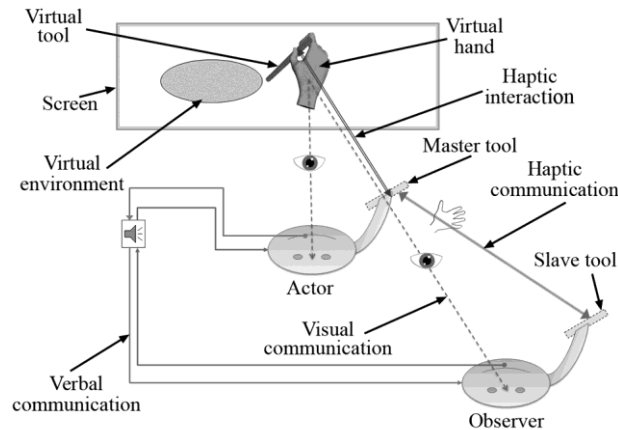 Virtual
tool
Virtual
hand
Screen
Haptic
interaction
Virtual
environment
Master tool
Haptic
communication
Slave tool
Actor
Visual
communication
Verbal
communication
Observer